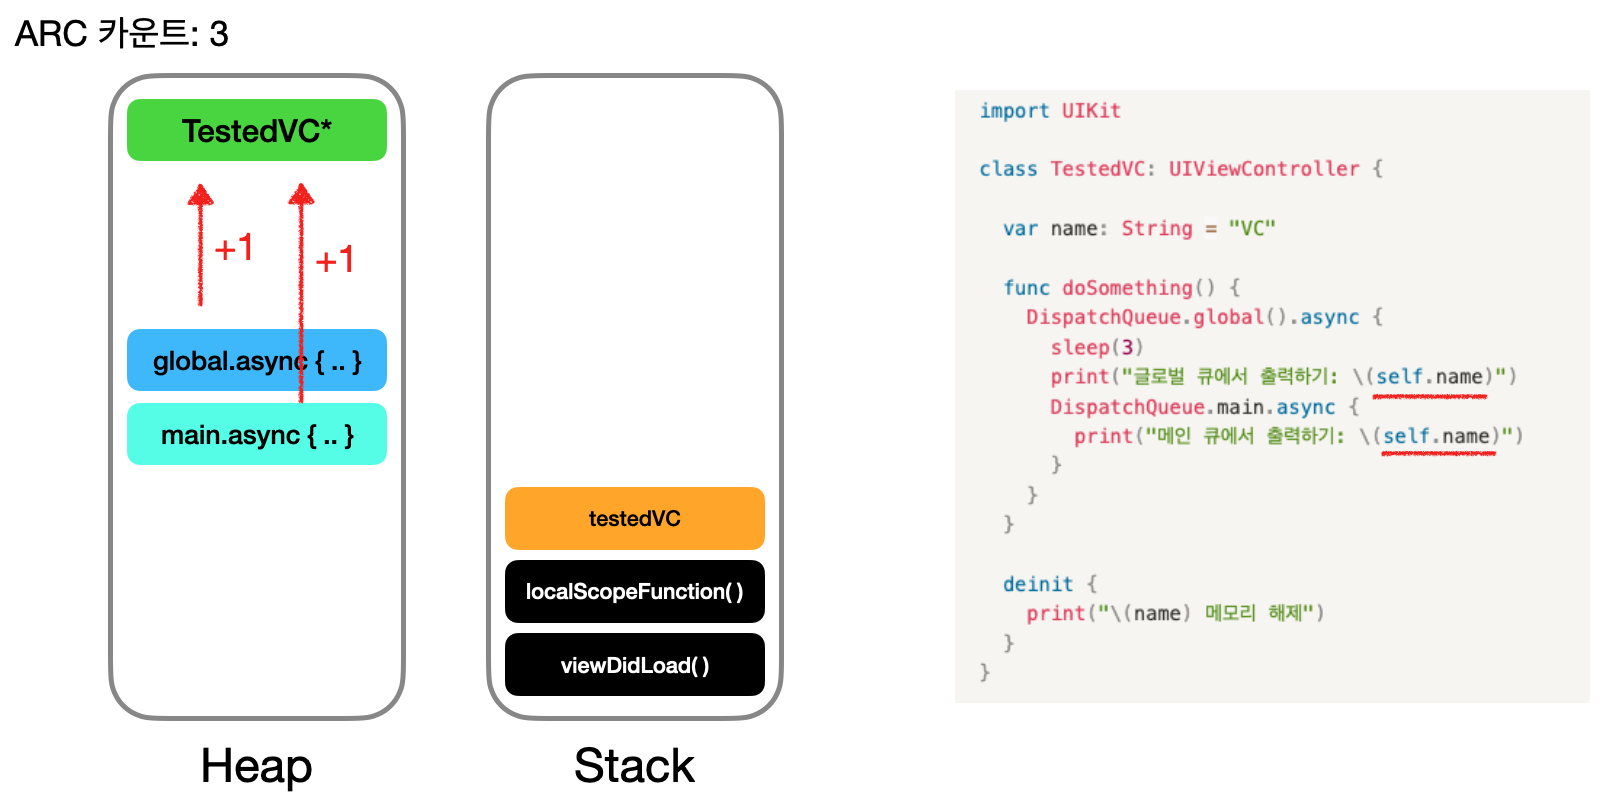 ARC 카운트: 3
TestedVC*
+1
+1
global.async { .. }
main.async { .. }
Heap
testedVC
localScopeFunction( )
viewDidLoad( )
Stack
import UIKit
class TestedVC: UIViewController {
var name: String = "VC"
func doSomething() {
DispatchQueue.global().async {
sleep(3)
print("글로벌 큐에서 출력하기: \(self.name)")
DispatchQueue.main.async {
print("메인 큐에서 출력하기: \(self.name)")
}
}
}
deinit {
print("\(name) 메모리 해제")
}
}